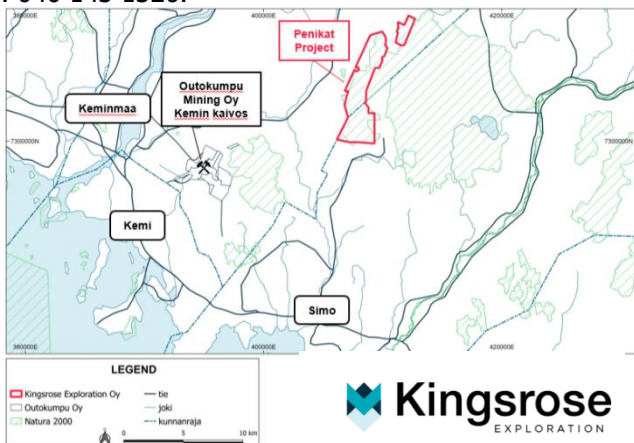 380000E
400000E
420000E
Penikat
Project
Outokumpu
Mining Oy
Kemin kaivos
Keminmaa
7300000N
7300000N
Kemi
Simo
380000E
400000E
420000E
LEGEND
Kingsrose Exploration Oy
tie
Outokumpu Oy
joki
Natura 2000
kunnanraja
0 5 10 km
Kingsrose
EXPLORATION